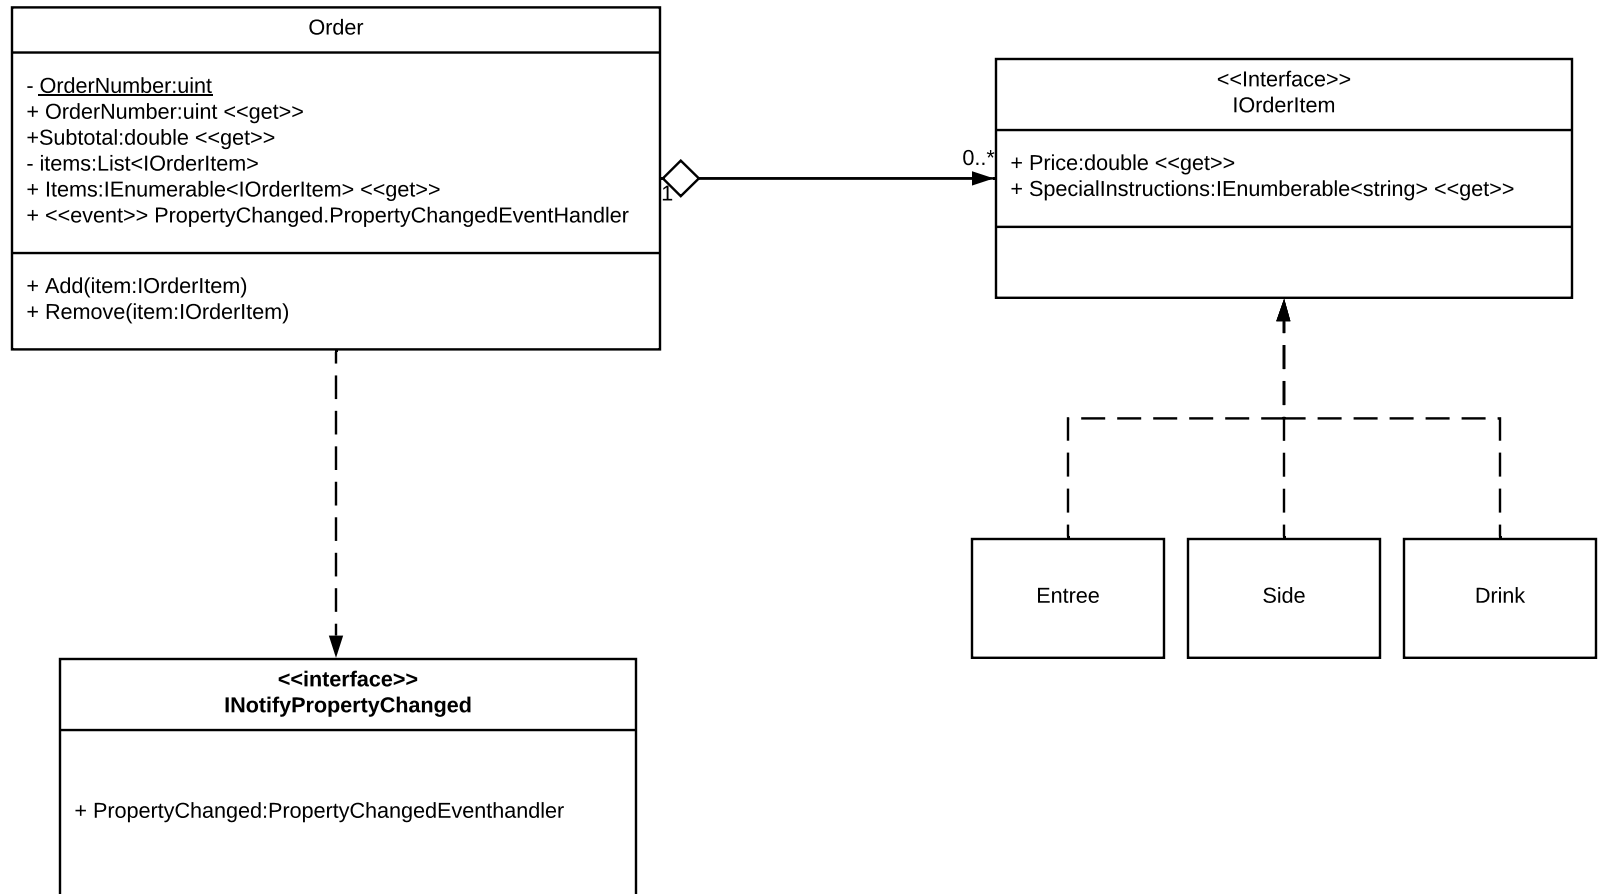 Order
- OrderNumber:uint
+ OrderNumber:uint <<get>>
+Subtotal:double <<get>>
- items:List<IOrderItem>
+ Items:IEnumerable<IOrderItem> <<get>>
+ <<event>> PropertyChanged.PropertyChangedEventHandler
+ Add(item:IOrderItem)
+ Remove(item:IOrderItem)
1
0..*
<<Interface>>
IOrderItem
+ Price:double <<get>>
+ SpecialInstructions:IEnumberable<string> <<get>>
Entree
Side
Drink
<<interface>>
INotifyPropertyChanged
+ PropertyChanged:PropertyChangedEventhandler